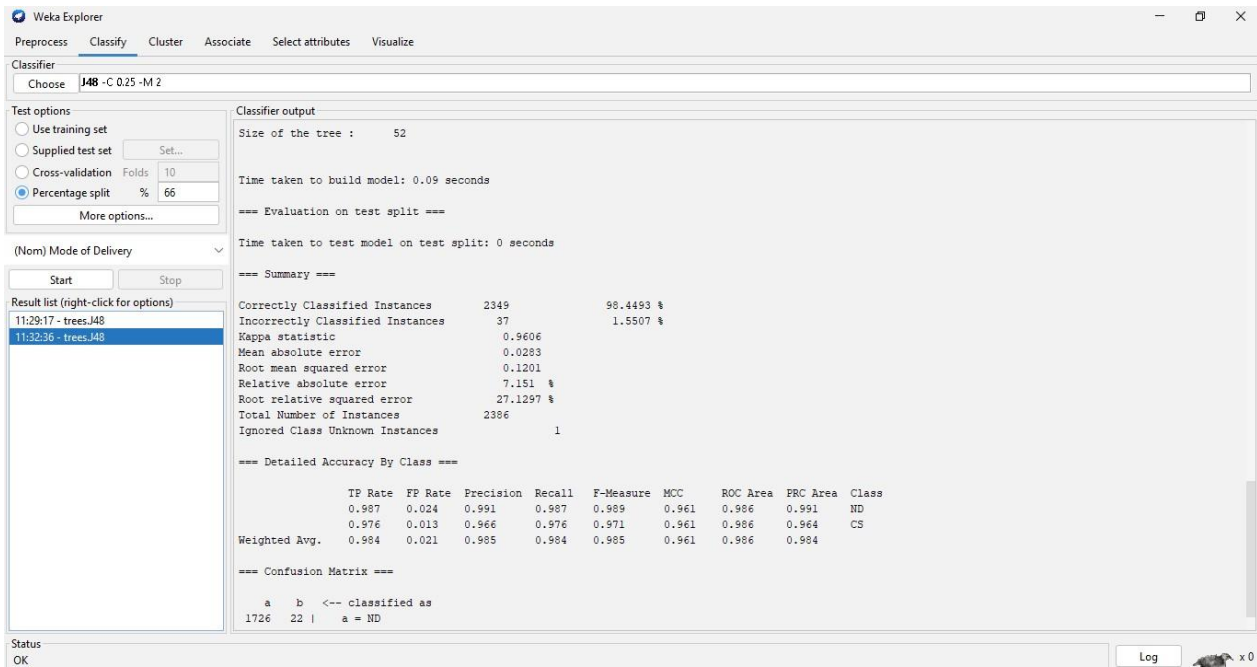 Weka Explorer
Preprocess Classify Cluster Associate Select attributes Visualize
Classifier
Choose J48 -C 0.25 -M 2
Test options
Use training set
Supplied test set Set...
Cross-validation Folds 10
Percentage split % 66
More options...
(Nom) Mode of Delivery
Start Stop
Result list (right-click for options)
11:29:17 - trees.J48
11:32:36 - trees.J48
Classifier output
Size of the tree : 52
Time taken to build model: 0.09 seconds
=== Evaluation on test split ===
Time taken to test model on test split: 0 seconds
=== Summary ===
Correctly Classified Instances 2349 98.4493 %
Incorrectly Classified Instances 37 1.5507 %
Kappa statistic 0.9606
Mean absolute error 0.0283
Root mean squared error 0.1201
Relative absolute error 7.151 %
Root relative squared error 27.1297 %
Total Number of Instances 2386
Ignored Class Unknown Instances 1
=== Detailed Accuracy By Class ===
TP Rate FP Rate Precision Recall F-Measure MCC ROC Area PRC Area Class
0.987 0.024 0.991 0.987 0.989 0.961 0.986 0.991 ND
0.976 0.013 0.966 0.976 0.971 0.961 0.986 0.964 CS
Weighted Avg. 0.984 0.021 0.985 0.984 0.985 0.961 0.986 0.984
=== Confusion Matrix ===
a b <-- classified as
1726 22 | a = ND
Status
OK
Log
x 0